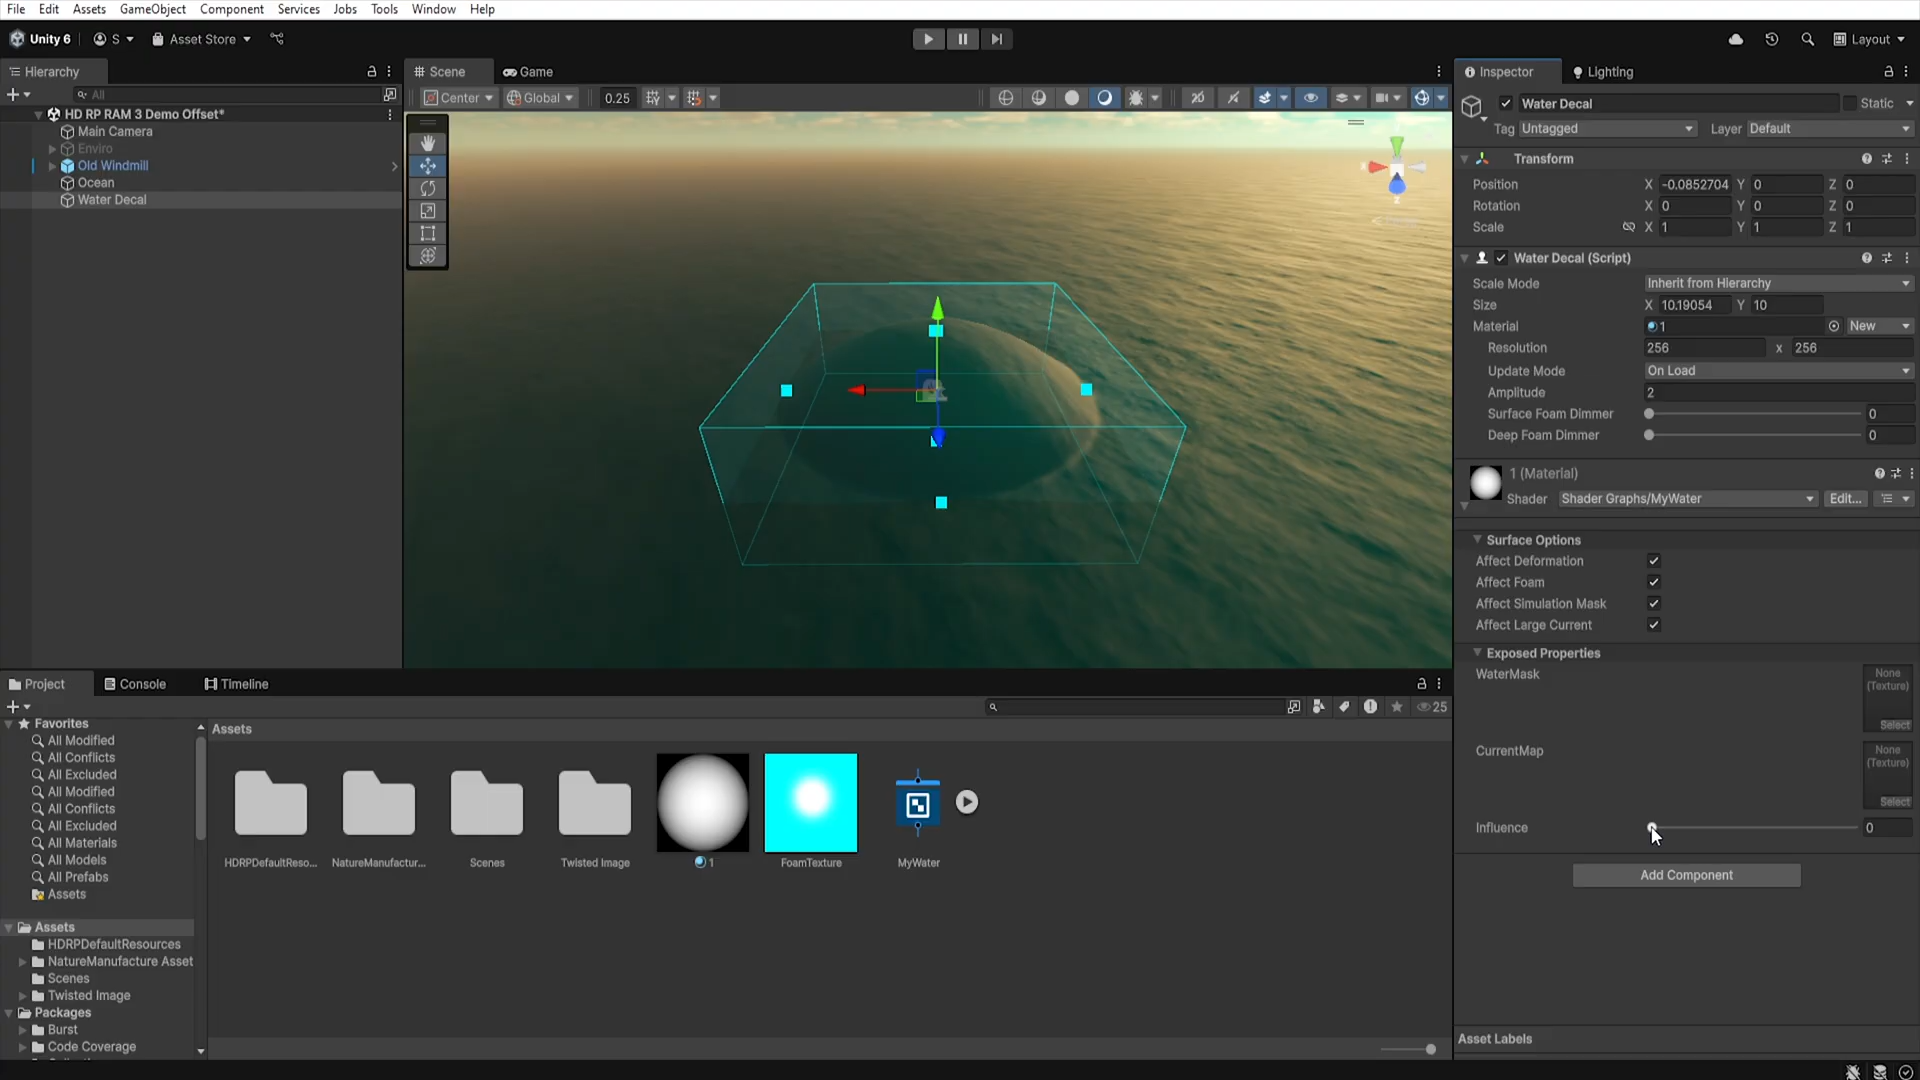 File Edit Assets GameObject Component Services Jobs Tools Window Help
Unity 6 S Asset Store Layout
Hierarchy
All
HD RP RAM 3 Demo Offset*
Main Camera
Enviro
Old Windmill
Ocean
Water Decal
Scene Game
Center Global 0.25 2D
Inspector Lighting
Water Decal Static
Tag Untagged Layer Default
Transform
Position X -0.0852704 Y 0 Z 0
Rotation X 0 Y 0 Z 0
Scale X 1 Y 1 Z 1
Water Decal (Script)
Scale Mode Inherit from Hierarchy
Size X 10.19054 Y 10
Material 1 New
Resolution 256 x 256
Update Mode On Load
Amplitude 2
Surface Foam Dimmer 0
Deep Foam Dimmer 0
1 (Material)
Shader Shader Graphs/MyWater Edit...
Surface Options
Affect Deformation
Affect Foam
Affect Simulation Mask
Affect Large Current
Exposed Properties
WaterMask None
(Texture)
Select
CurrentMap None
(Texture)
Select
Influence 0
Add Component
Asset Labels
Project Console Timeline
25
Favorites
All Modified
All Conflicts
All Excluded
All Modified
All Conflicts
All Excluded
All Materials
All Models
All Prefabs
Assets
Assets
HDRPDefaultResources
NatureManufacture Asset
Scenes
Twisted Image
Packages
Burst
Code Coverage
Assets
HDRPDefaultReso... NatureManufactur... Scenes Twisted Image 1 FoamTexture MyWater